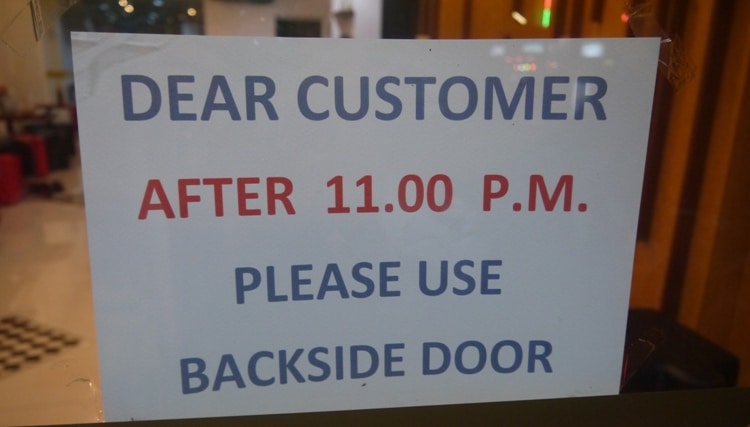 DEAR CUSTOMER
AFTER 11.00 P.M.
PLEASE USE
BACKSIDE DOOR